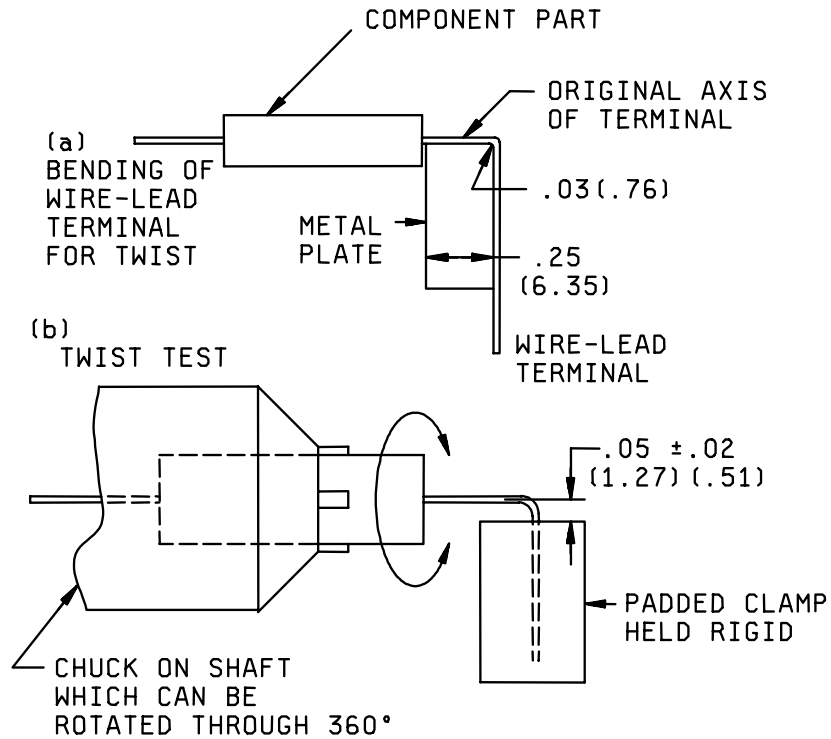 COMPONENT PART
ORIGINAL AXIS
OF TERMINAL
(a)
BENDING OF
WIRE-LEAD
TERMINAL
FOR TWIST
.03(.76)
METAL
PLATE
.25
(6.35)
WIRE-LEAD
TERMINAL
(b)
TWIST TEST
.05 ±.02
(1.27)(.51)
PADDED CLAMP
HELD RIGID
CHUCK ON SHAFT
WHICH CAN BE
ROTATED THROUGH 360°